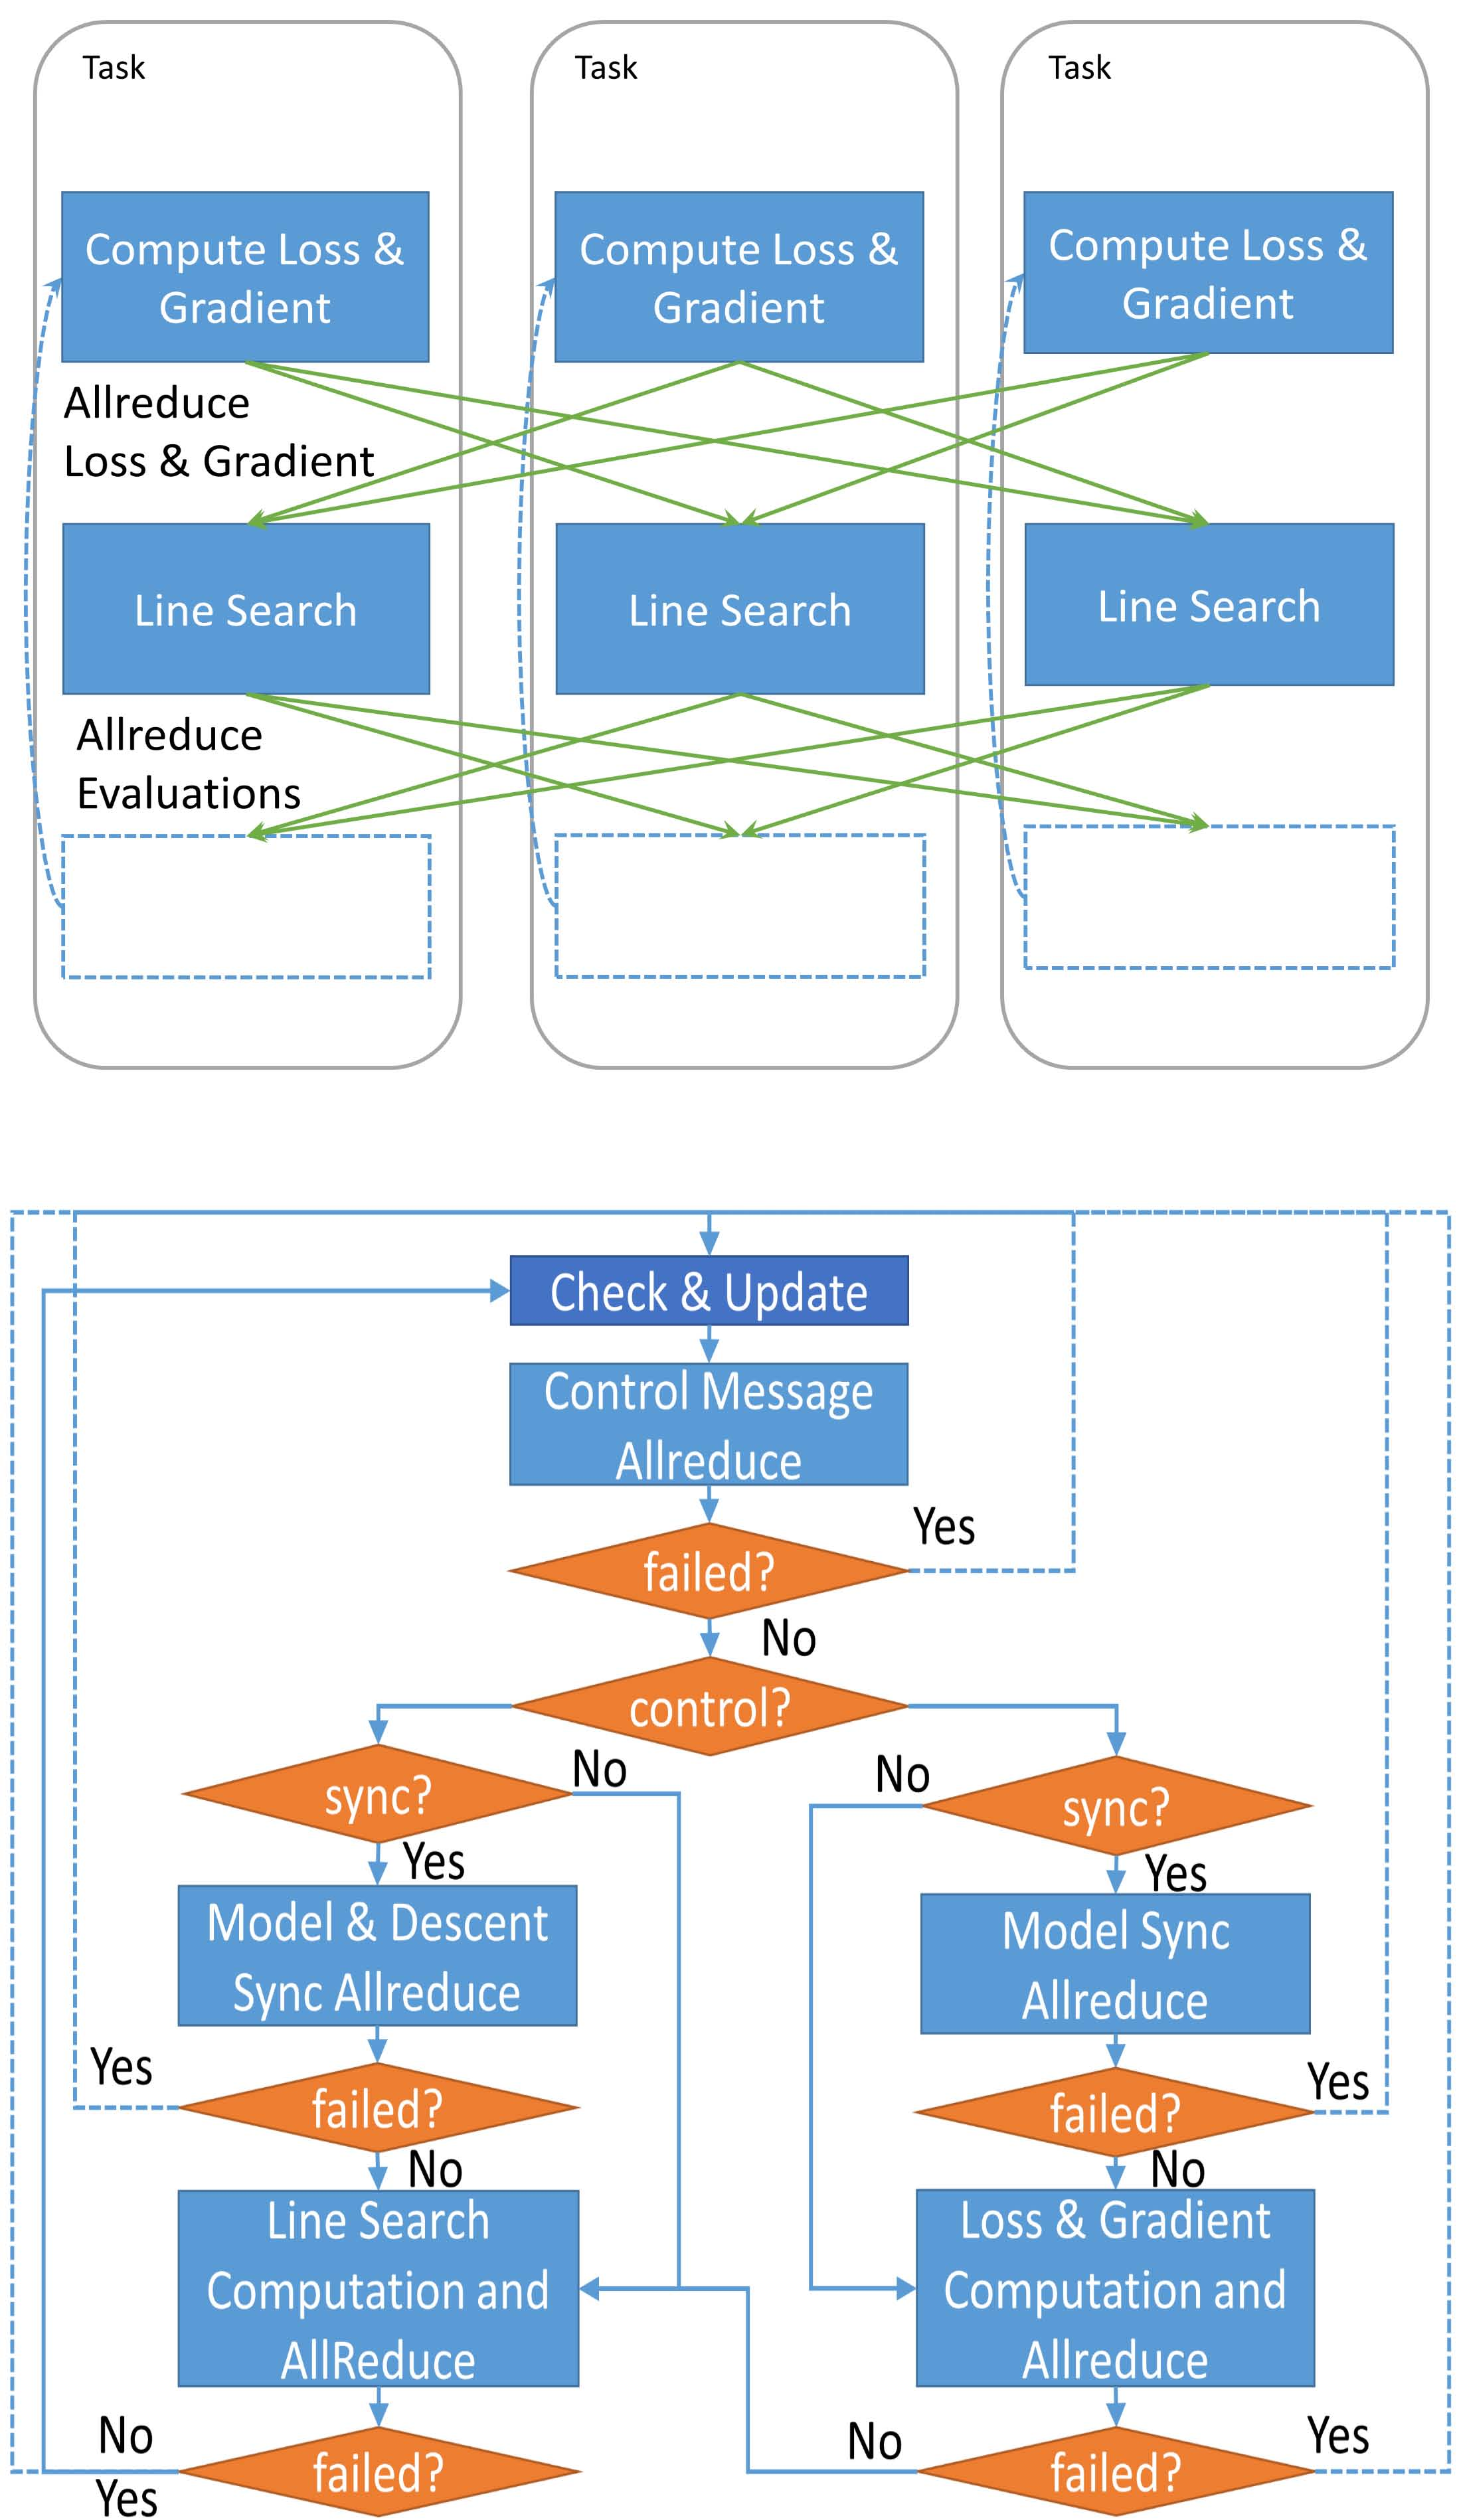 Task
Task
Task
Compute Loss &
Gradient
Compute Loss &
Gradient
Compute Loss &
Gradient
Allreduce
Loss & Gradient
Line Search
Line Search
Line Search
Allreduce
Evaluations
Check & Update
Control Message
Allreduce
failed?
Yes
No
control?
sync?
No
No
sync?
Yes
Yes
Model & Descent
Sync Allreduce
Model Sync
Allreduce
Yes
failed?
failed?
Yes
No
No
Line Search
Computation and
AllReduce
Loss & Gradient
Computation and
Allreduce
No
Yes
failed?
No
failed?
Yes